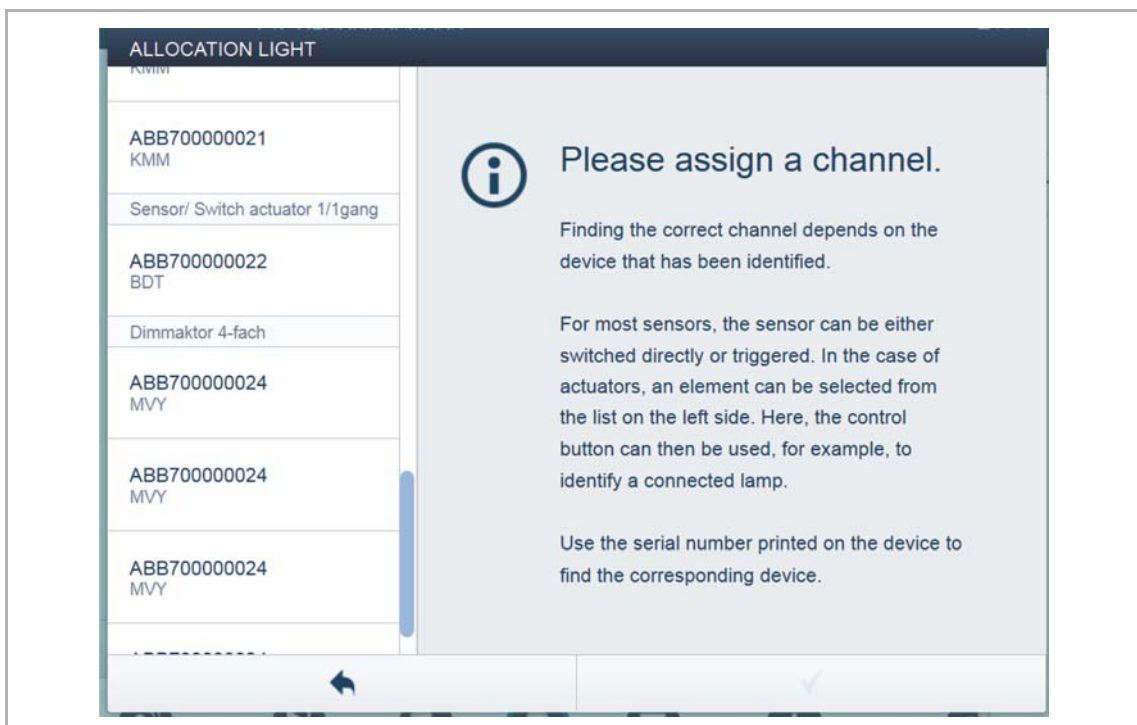 ALLOCATION LIGHT
KMM
ABB700000021
KMM
Sensor/ Switch actuator 1/1gang
ABB700000022
BDT
Dimmaktor 4-fach
ABB700000024
MVY
ABB700000024
MVY
ABB700000024
MVY
Please assign a channel.
Finding the correct channel depends on the
device that has been identified.
For most sensors, the sensor can be either
switched directly or triggered. In the case of
actuators, an element can be selected from
the list on the left side. Here, the control
button can then be used, for example, to
identify a connected lamp.
Use the serial number printed on the device to
find the corresponding device.